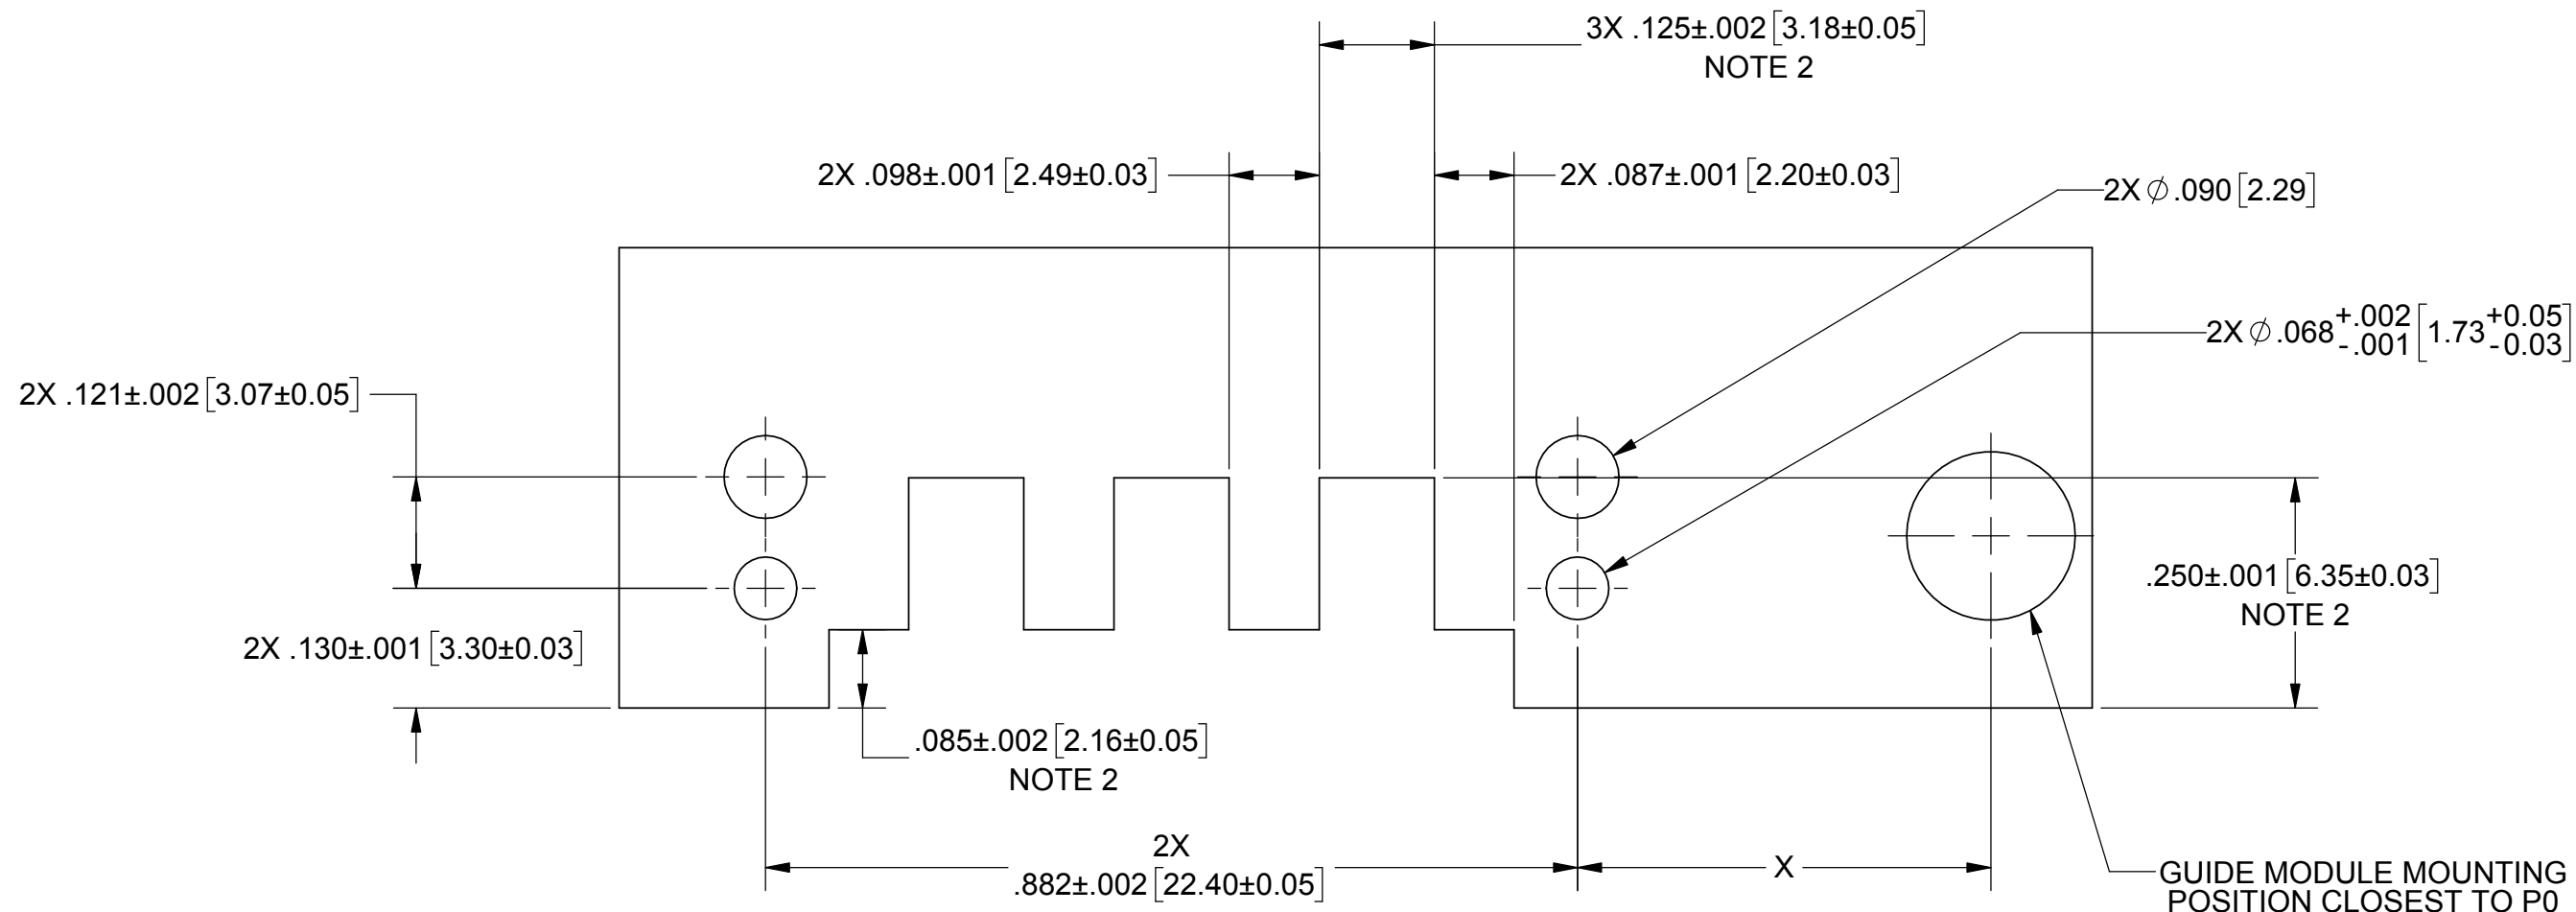 3X .125±.002[3.18±0.05]
NOTE 2
2X .098±.001[2.49±0.03]
2X .087±.001[2.20±0.03]
2X ⌀.090[2.29]
2X ⌀.068+.002-.001[1.73+0.05-0.03]
2X .121±.002[3.07±0.05]
.250±.001[6.35±0.03]
NOTE 2
2X .130±.001[3.30±0.03]
.085±.002[2.16±0.05]
NOTE 2
2X
.882±.002[22.40±0.05]
X
GUIDE MODULE MOUNTING
POSITION CLOSEST TO P0